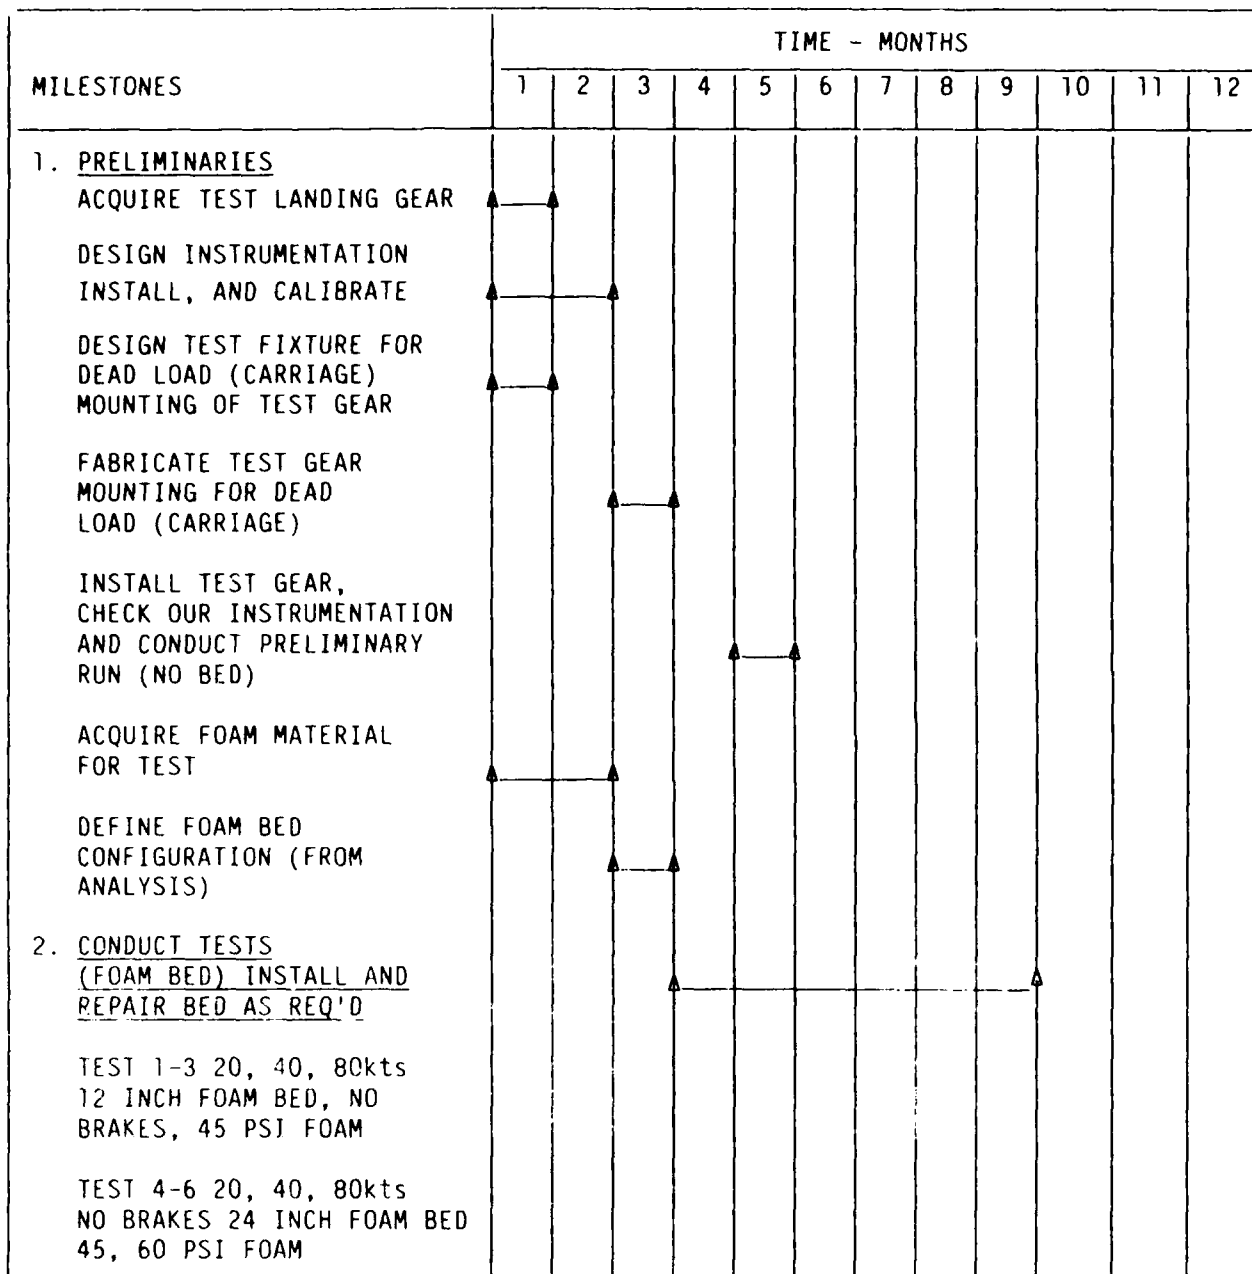 TIME - MONTHS
MILESTONES 1 2 3 4 5 6 7 8 9 10 11 12
1. PRELIMINARIES
ACQUIRE TEST LANDING GEAR
DESIGN INSTRUMENTATION
INSTALL, AND CALIBRATE
DESIGN TEST FIXTURE FOR
DEAD LOAD (CARRIAGE)
MOUNTING OF TEST GEAR
FABRICATE TEST GEAR
MOUNTING FOR DEAD
LOAD (CARRIAGE)
INSTALL TEST GEAR,
CHECK OUR INSTRUMENTATION
AND CONDUCT PRELIMINARY
RUN (NO BED)
ACQUIRE FOAM MATERIAL
FOR TEST
DEFINE FOAM BED
CONFIGURATION (FROM
ANALYSIS)
2. CONDUCT TESTS
(FOAM BED) INSTALL AND
REPAIR BED AS REQ'D
TEST 1-3 20, 40, 80kts
12 INCH FOAM BED, NO
BRAKES, 45 PSI FOAM
TEST 4-6 20, 40, 80kts
NO BRAKES 24 INCH FOAM BED
45, 60 PSI FOAM